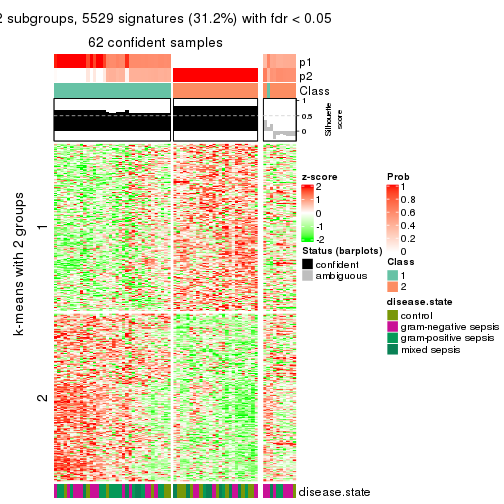 2 subgroups, 5529 signatures (31.2%) with fdr < 0.05
62 confident samples
p1
p2
Class
1
0.5
0
Silhouette
score
k-means with 2 groups
1
2
z-score
2
1
0
-1
-2
Status (barplots)
confident
ambiguous
Prob
1
0.8
0.6
0.4
0.2
0
Class
1
2
disease.state
control
gram-negative sepsis
gram-positive sepsis
mixed sepsis
disease.state